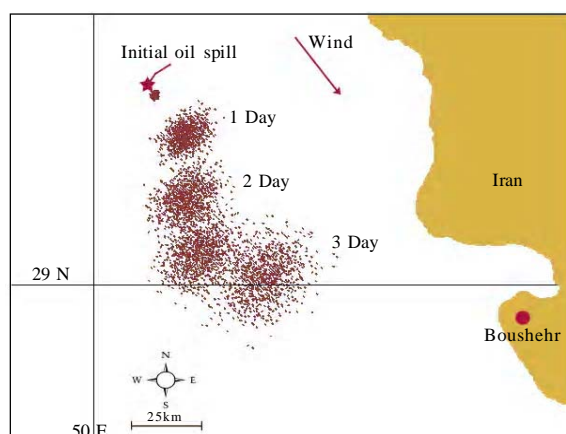 Initial oil spill
Wind
1 Day
2 Day
Iran
3 Day
29 N
Boushehr
N
W E
S
25km
50 E